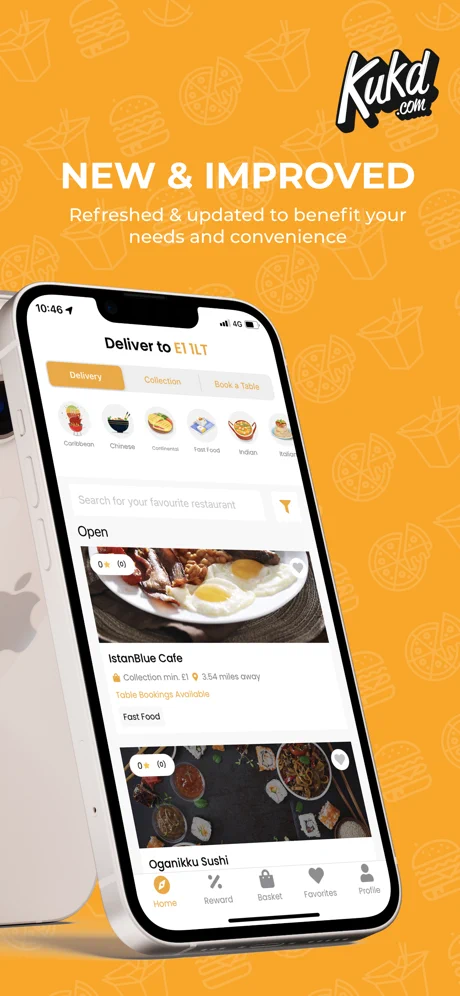 Kukd
.com
NEW & IMPROVED
Refreshed & updated to benefit your
needs and convenience
10:46
4G
Deliver to E1 1LT
Delivery
Collection
Book a Table
Caribbean
Chinese
Continental
Fast Food
Indian
Italian
Search for your favourite restaurant
Open
0 (0)
IstanBlue Cafe
Collection min. £1
3.54 miles away
Table Bookings Available
Fast Food
0 (0)
Oganikku Sushi
Home
Reward
Basket
Favorites
Profile